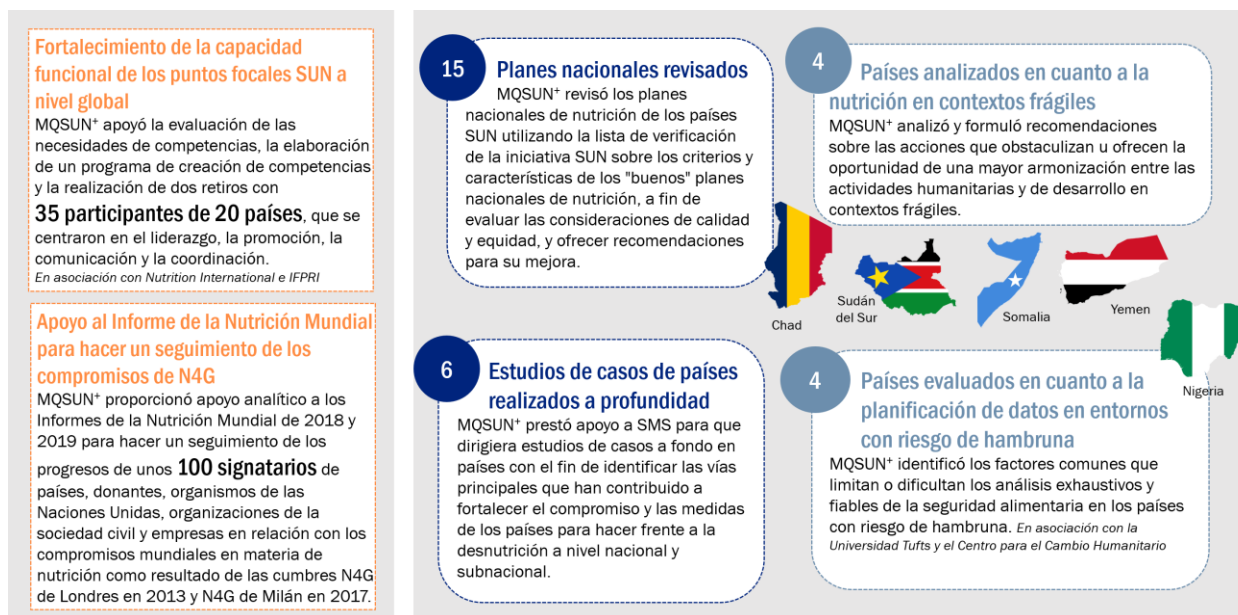 Fortalecimiento de la capacidad
funcional de los puntos focales SUN a
nivel global
MQSUN⁺ apoyó la evaluación de las
necesidades de competencias, la elaboración
de un programa de creación de competencias
y la realización de dos retiros con
35 participantes de 20 países, que se
centraron en el liderazgo, la promoción, la
comunicación y la coordinación.
En asociación con Nutrition International e IFPRI
Apoyo al Informe de la Nutrición Mundial
para hacer un seguimiento de los
compromisos de N4G
MQSUN⁺ proporcionó apoyo analítico a los
Informes de la Nutrición Mundial de 2018 y
2019 para hacer un seguimiento de los
progresos de unos 100 signatarios de
países, donantes, organismos de las
Naciones Unidas, organizaciones de la
sociedad civil y empresas en relación con los
compromisos mundiales en materia de
nutrición como resultado de las cumbres N4G
de Londres en 2013 y N4G de Milán en 2017.
15
Planes nacionales revisados
MQSUN⁺ revisó los planes
nacionales de nutrición de los países
SUN utilizando la lista de verificación
de la iniciativa SUN sobre los criterios y
características de los "buenos" planes
nacionales de nutrición, a fin de
evaluar las consideraciones de calidad
y equidad, y ofrecer recomendaciones
para su mejora.
6
Estudios de casos de países
realizados a profundidad
MQSUN⁺ prestó apoyo a SMS para que
dirigiera estudios de casos a fondo en
países con el fin de identificar las vías
principales que han contribuido a
fortalecer el compromiso y las medidas
de los países para hacer frente a la
desnutrición a nivel nacional y
subnacional.
4
Países analizados en cuanto a la
nutrición en contextos frágiles
MQSUN⁺ analizó y formuló recomendaciones
sobre las acciones que obstaculizan u ofrecen la
oportunidad de una mayor armonización entre las
actividades humanitarias y de desarrollo en
contextos frágiles.
Chad
Sudán
del Sur
Somalia
Yemen
Nigeria
4
Países evaluados en cuanto a la
planificación de datos en entornos
con riesgo de hambruna
MQSUN⁺ identificó los factores comunes que
limitan o dificultan los análisis exhaustivos y
fiables de la seguridad alimentaria en los países
con riesgo de hambruna. En asociación con la
Universidad Tufts y el Centro para el Cambio Humanitario